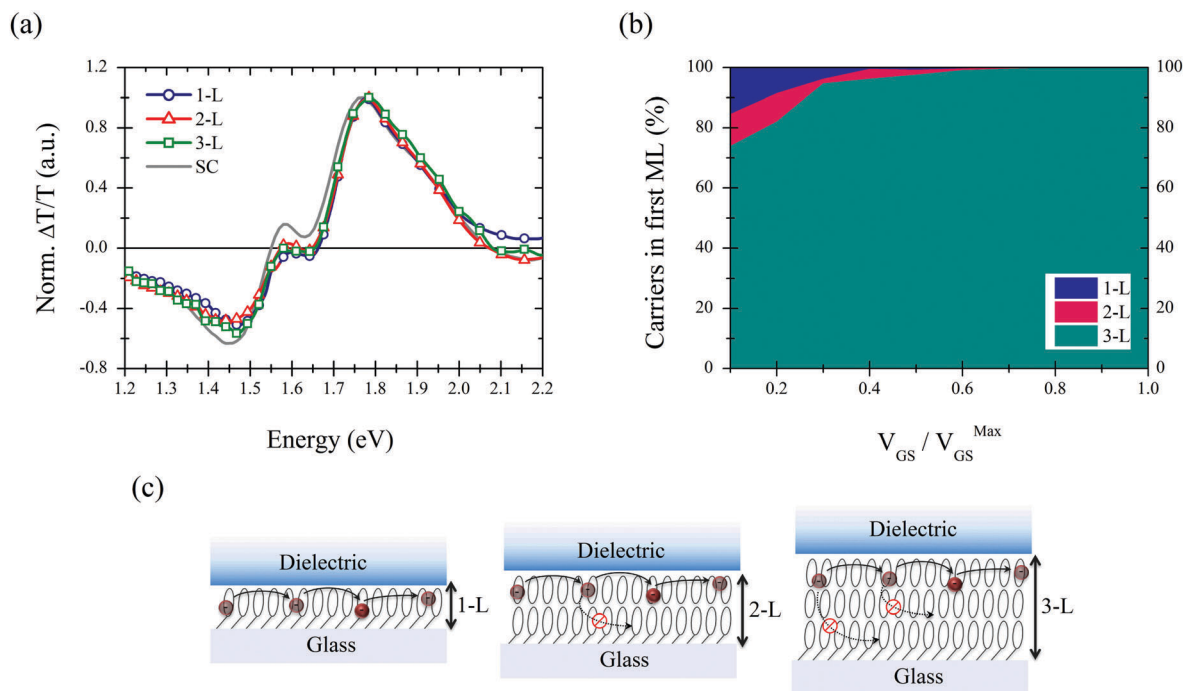 (a)
Norm. ΔT/T (a.u.)
1.2
0.8
0.4
0.0
-0.4
-0.8
1-L
2-L
3-L
SC
1.2 1.3 1.4 1.5 1.6 1.7 1.8 1.9 2.0 2.1 2.2
Energy (eV)
(b)
Carriers in first ML (%)
100
80
60
40
20
0
100
80
60
40
20
0
1-L
2-L
3-L
0.2 0.4 0.6 0.8 1.0
V_GS / V_GS^Max
(c)
Dielectric
1-L
Glass
Dielectric
2-L
Glass
Dielectric
3-L
Glass